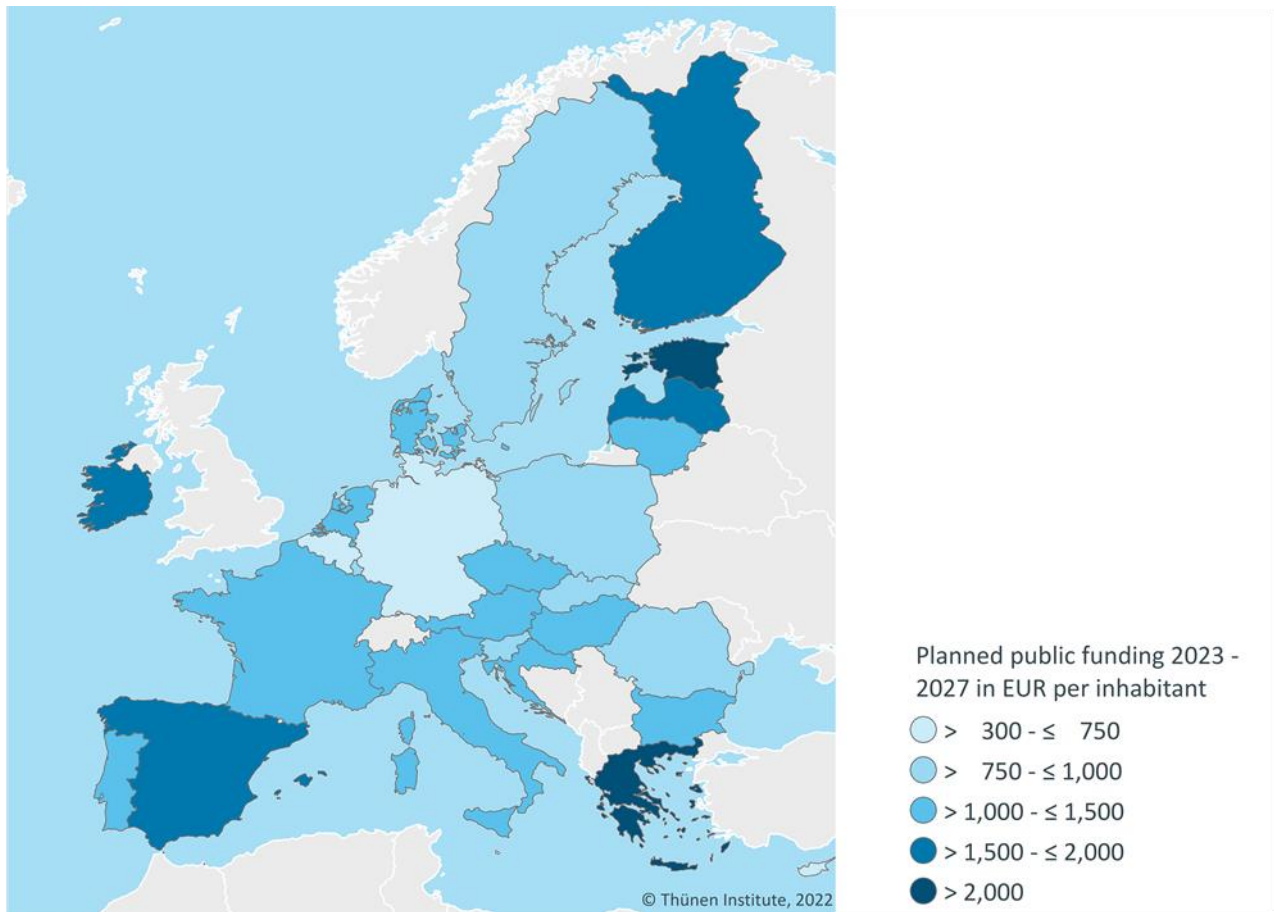 Planned public funding 2023 -
2027 in EUR per inhabitant
> 300 - ≤ 750
> 750 - ≤ 1,000
> 1,000 - ≤ 1,500
> 1,500 - ≤ 2,000
> 2,000
© Thünen Institute, 2022